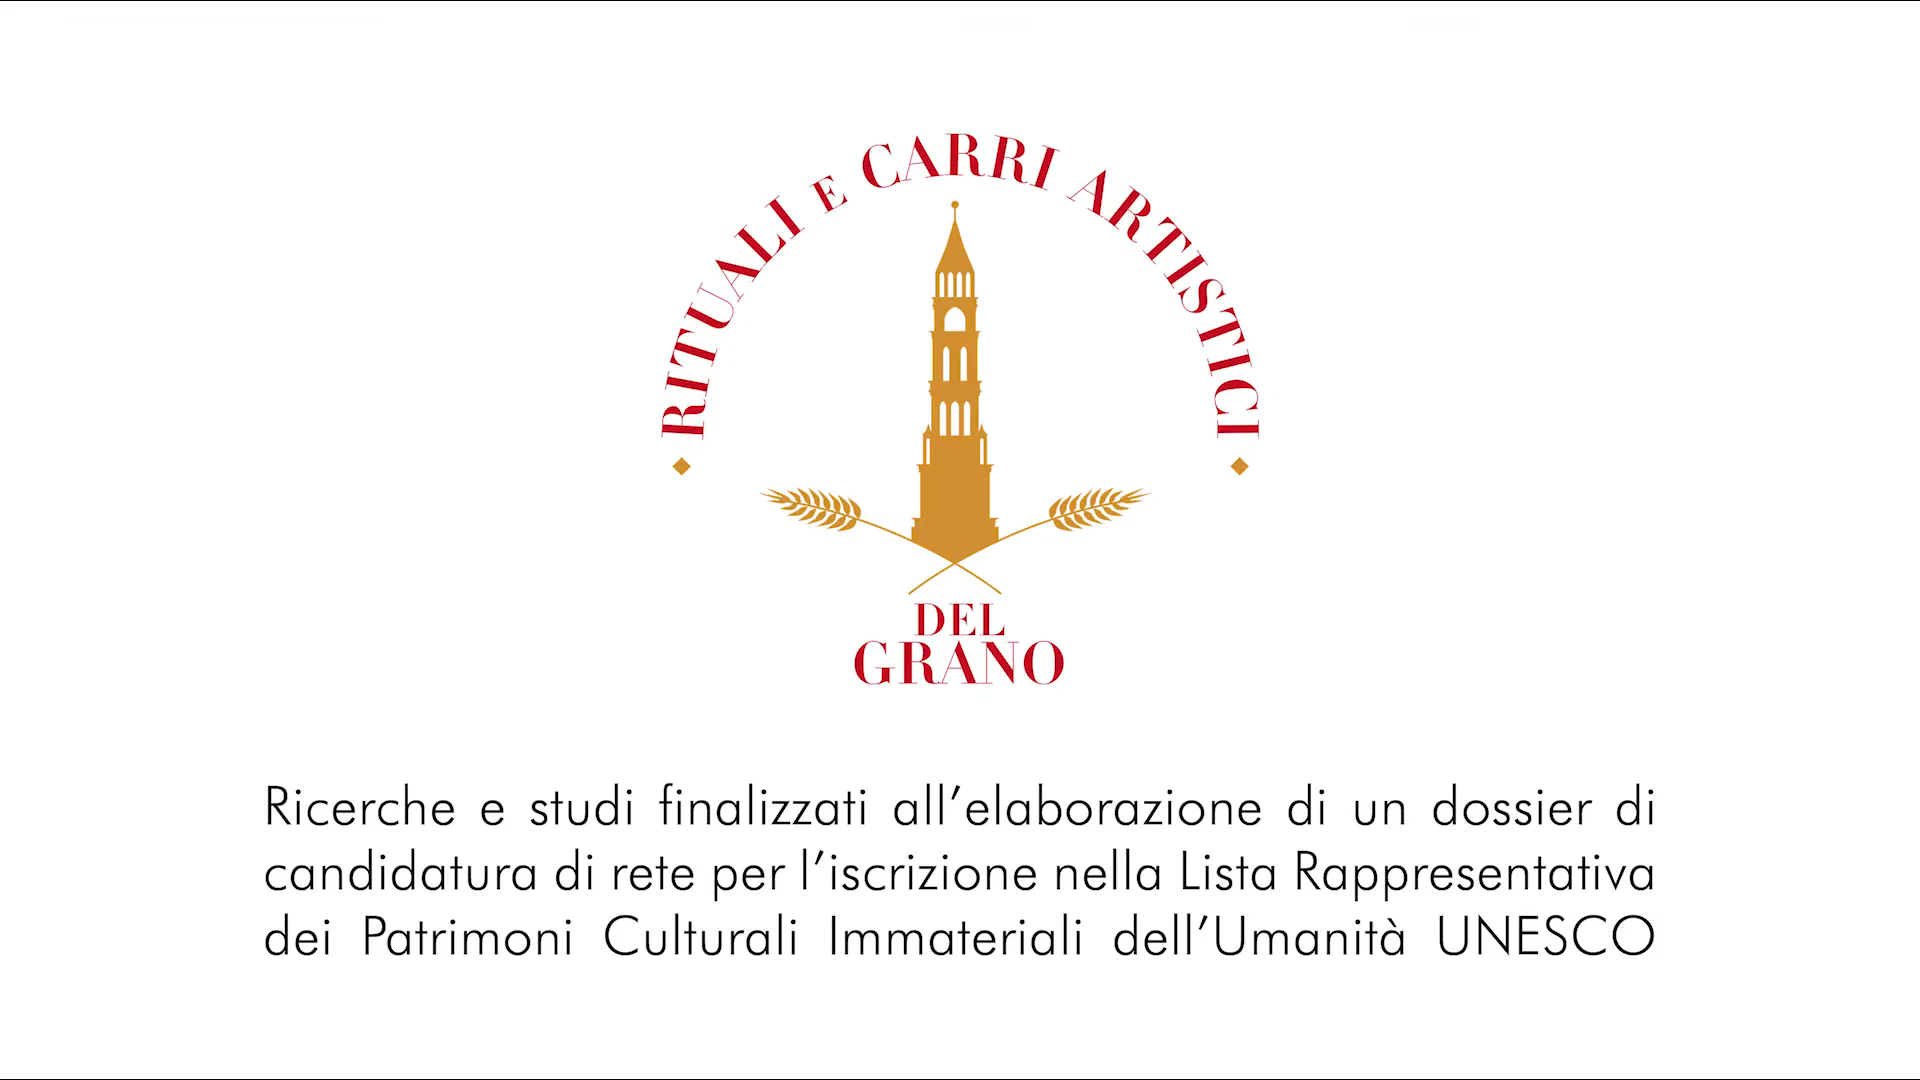 RITUALI E CARRI ARTISTICI
DEL
GRANO
Ricerche e studi finalizzati all’elaborazione di un dossier di
candidatura di rete per l’iscrizione nella Lista Rappresentativa
dei Patrimoni Culturali Immateriali dell’Umanità UNESCO